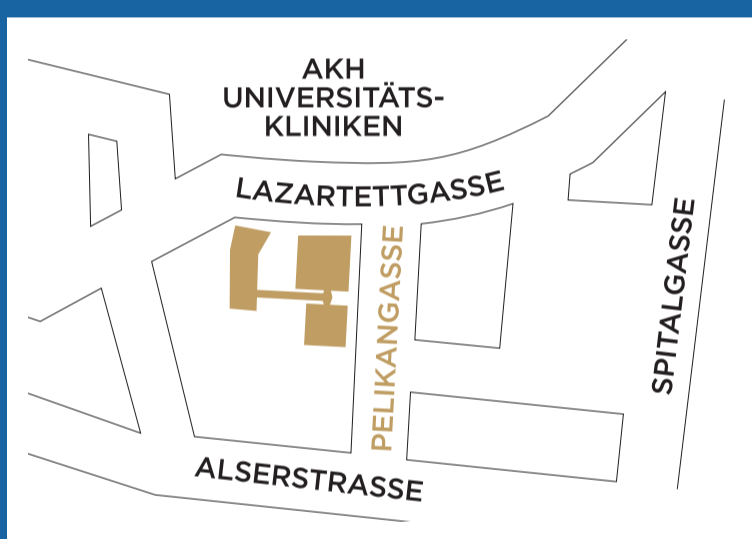 AKH
UNIVERSITÄTS-
KLINIKEN
LAZARTETTGASSE
PELIKANGASSE
SPITALGASSE
ALSERSTRASSE